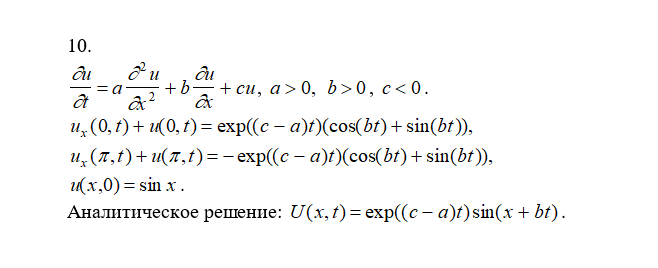 10.
∂u/∂t = a ∂²u/∂x² + b ∂u/∂x + cu, a > 0, b > 0, c < 0.
u_x(0,t) + u(0,t) = exp((c − a)t)(cos(bt) + sin(bt)),
u_x(π,t) + u(π,t) = −exp((c − a)t)(cos(bt) + sin(bt)),
u(x,0) = sin x.
Аналитическое решение: U(x,t) = exp((c − a)t)sin(x + bt).